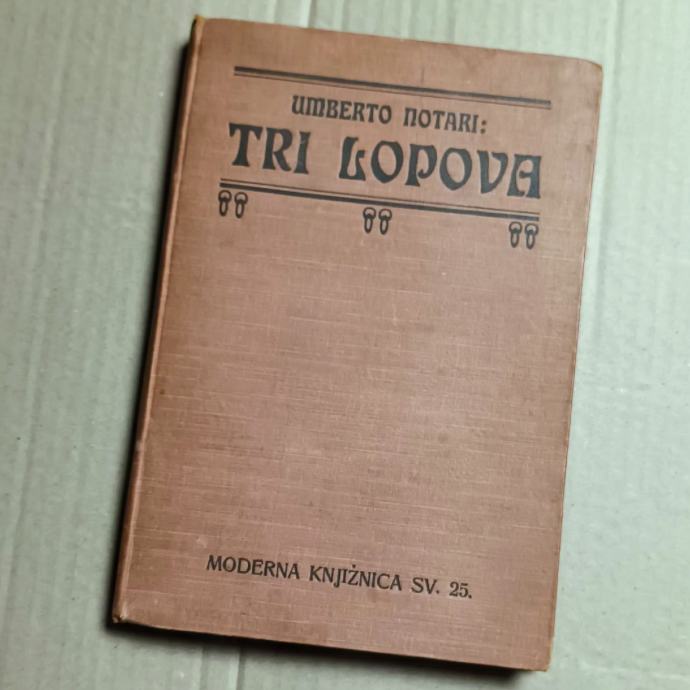 UMBERTO NOTARI:
TRI LOPOVA
MODERNA KNJIŽNICA SV. 25.